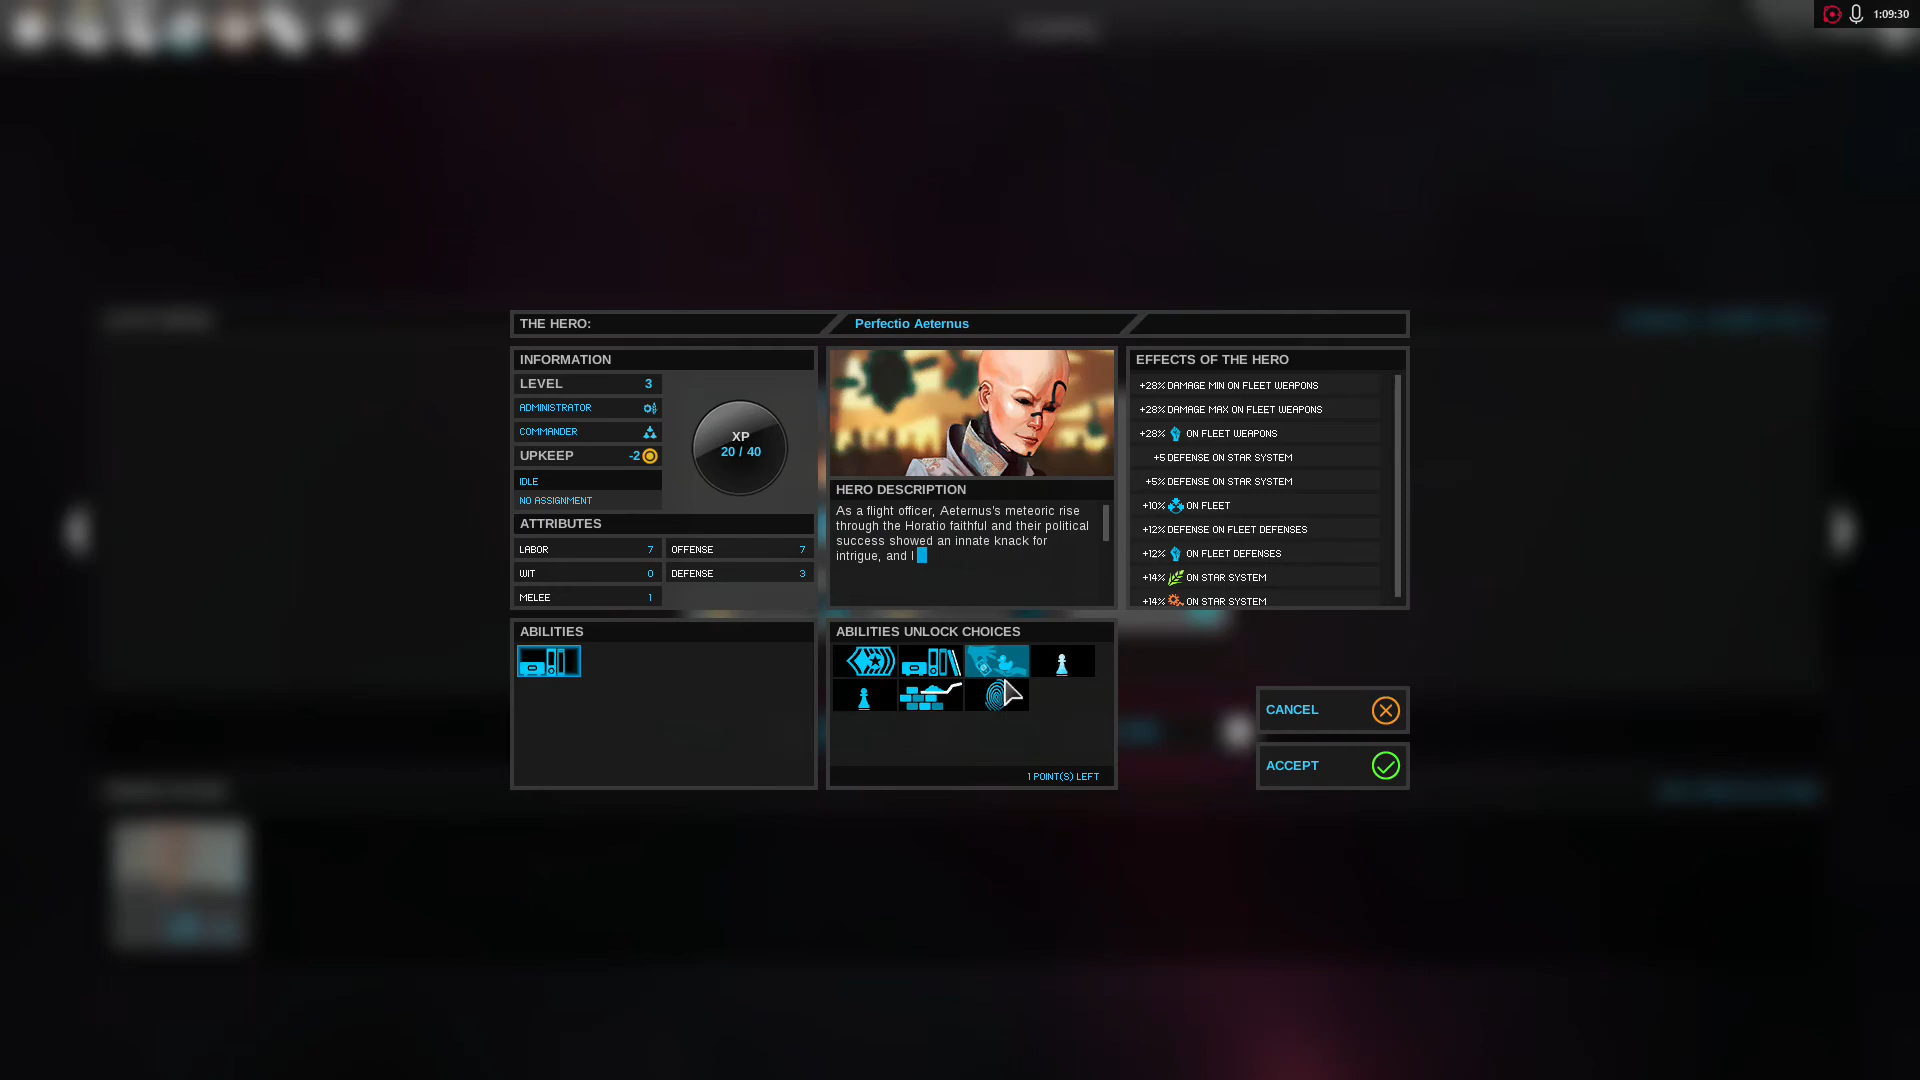 1:09:30
THE HERO:
Perfectio Aeternus
INFORMATION
LEVEL 3
ADMINISTRATOR
COMMANDER
UPKEEP -2
IDLE
NO ASSIGNMENT
XP
20 / 40
ATTRIBUTES
LABOR 7
OFFENSE 7
WIT 0
DEFENSE 3
MELEE 1
HERO DESCRIPTION
As a flight officer, Aeternus's meteoric rise
through the Horatio faithful and their political
success showed an innate knack for
intrigue, and I
EFFECTS OF THE HERO
+28% DAMAGE MIN ON FLEET WEAPONS
+28% DAMAGE MAX ON FLEET WEAPONS
+28% ON FLEET WEAPONS
+5 DEFENSE ON STAR SYSTEM
+5% DEFENSE ON STAR SYSTEM
+10% ON FLEET
+12% DEFENSE ON FLEET DEFENSES
+12% ON FLEET DEFENSES
+14% ON STAR SYSTEM
+14% ON STAR SYSTEM
ABILITIES
ABILITIES UNLOCK CHOICES
1 POINT(S) LEFT
CANCEL
ACCEPT